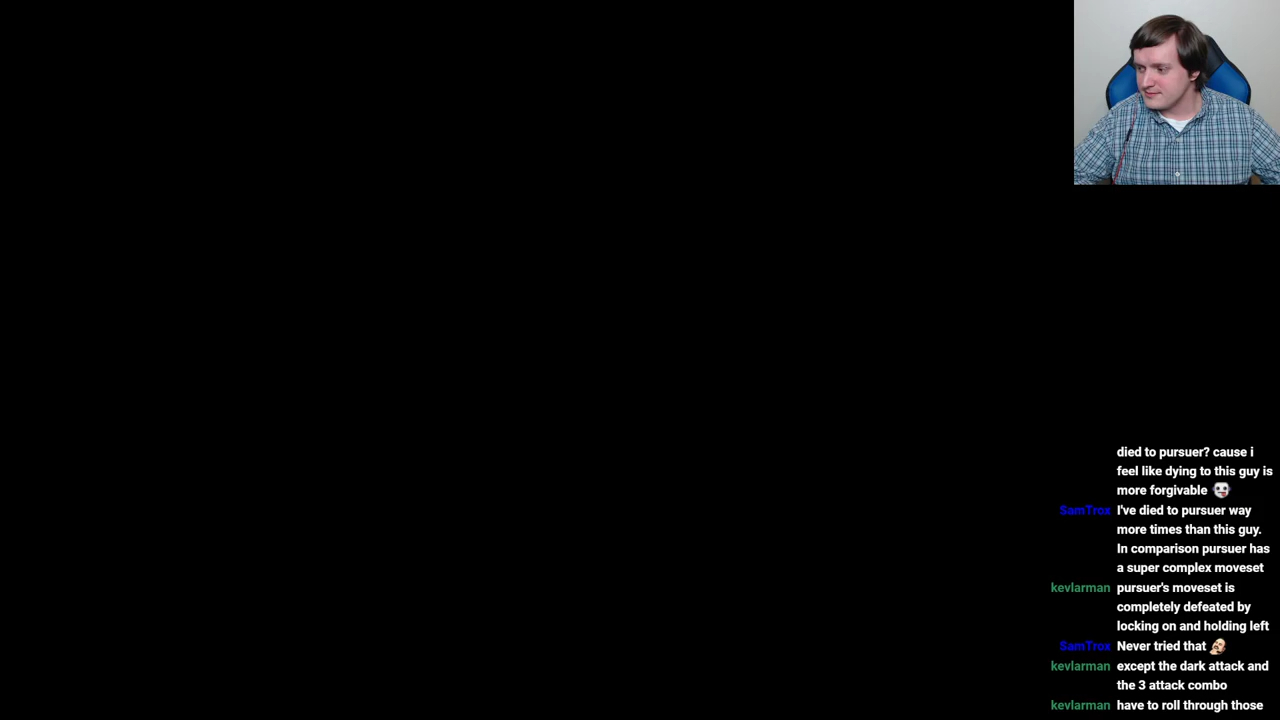 died to pursuer? cause i
feel like dying to this guy is
more forgivable
SamTrox I've died to pursuer way
more times than this guy.
In comparison pursuer has
a super complex moveset
kevlarman pursuer's moveset is
completely defeated by
locking on and holding left
SamTrox Never tried that
kevlarman except the dark attack and
the 3 attack combo
kevlarman have to roll through those